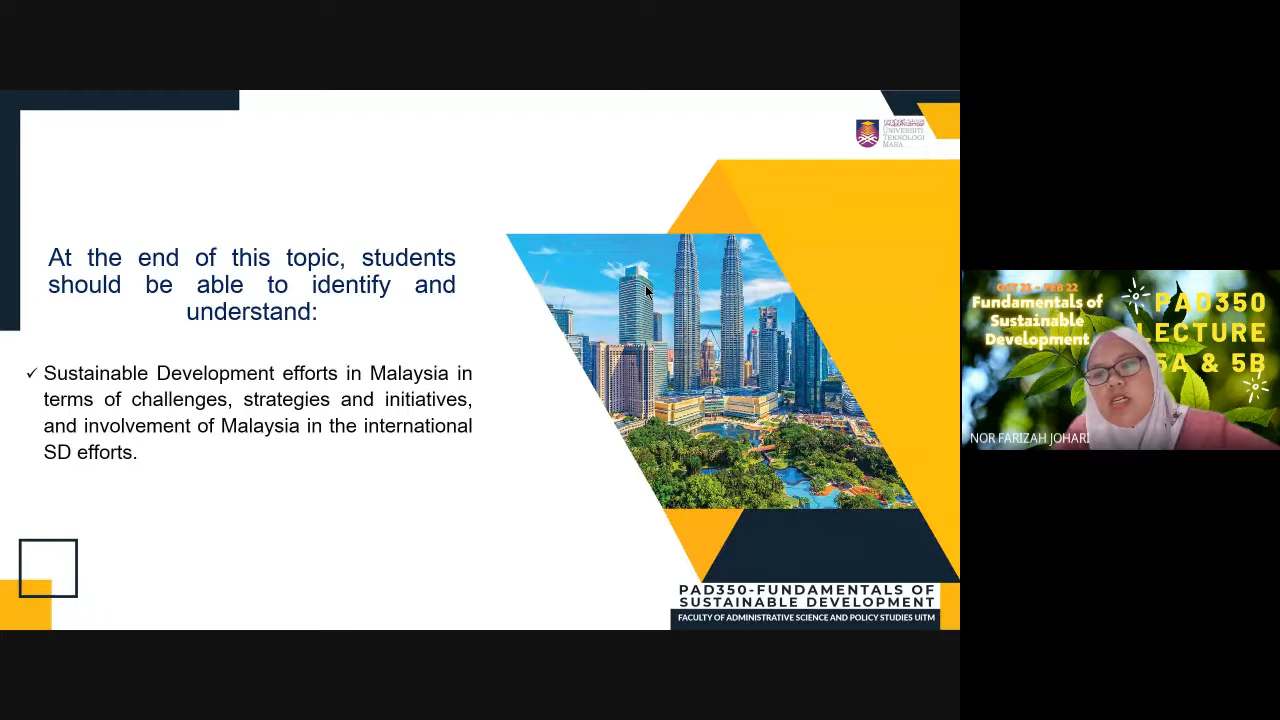 UNIVERSITI
TEKNOLOGI
MARA
At the end of this topic, students
should be able to identify and
understand:
✓ Sustainable Development efforts in Malaysia in
terms of challenges, strategies and initiatives,
and involvement of Malaysia in the international
SD efforts.
PAD350-FUNDAMENTALS OF
SUSTAINABLE DEVELOPMENT
FACULTY OF ADMINISTRATIVE SCIENCE AND POLICY STUDIES UITM
Fundamentals of
Sustainable
Development
PAD350
LECTURE
5A & 5B
NOR FARIZAH JOHARI